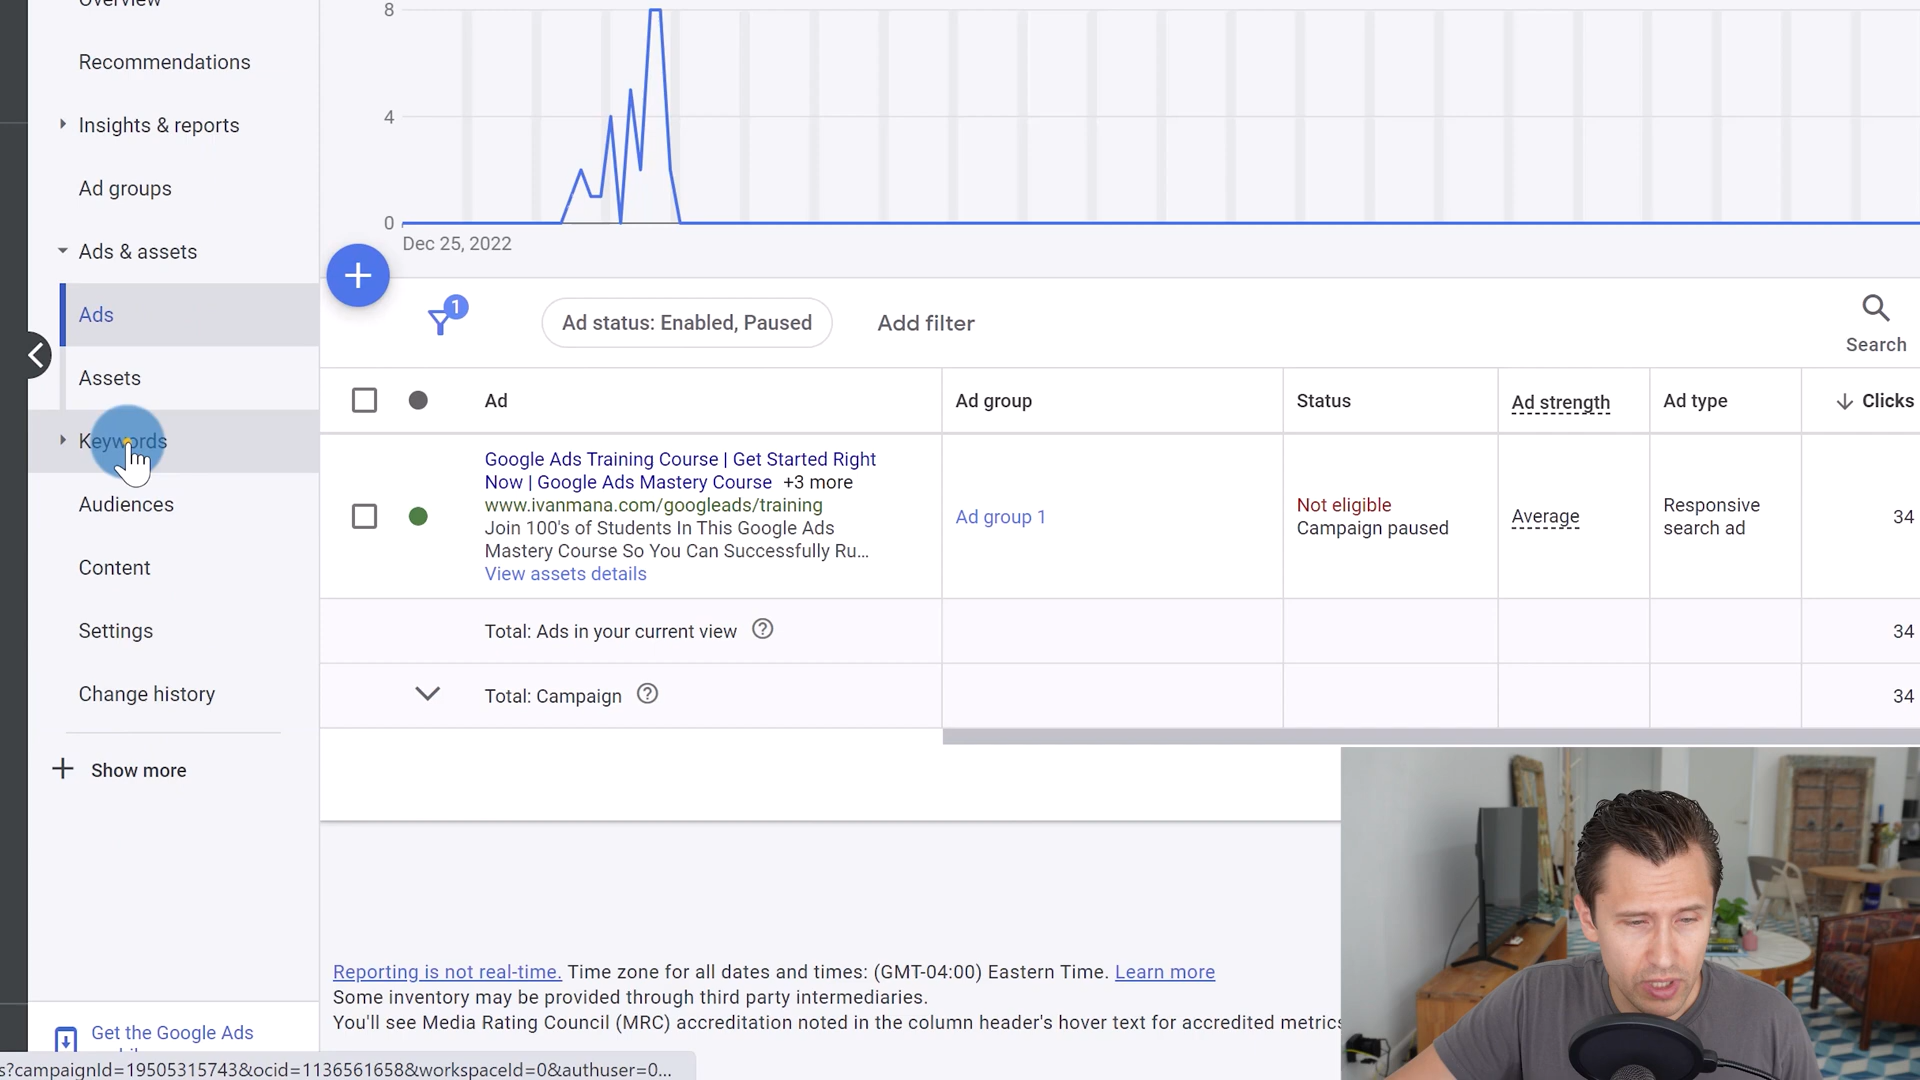 Overview
Recommendations
Insights & reports
Ad groups
Ads & assets
Ads
Assets
Keywords
Audiences
Content
Settings
Change history
Show more
Get the Google Ads
8
4
0
Dec 25, 2022
1
Ad status: Enabled, Paused
Add filter
Search
Ad
Ad group
Status
Ad strength
Ad type
Clicks
Google Ads Training Course | Get Started Right
Now | Google Ads Mastery Course +3 more
www.ivanmana.com/googleads/training
Join 100's of Students In This Google Ads
Mastery Course So You Can Successfully Ru...
View assets details
Ad group 1
Not eligible
Campaign paused
Average
Responsive
search ad
34
Total: Ads in your current view
34
Total: Campaign
34
Reporting is not real-time. Time zone for all dates and times: (GMT-04:00) Eastern Time. Learn more
Some inventory may be provided through third party intermediaries.
You'll see Media Rating Council (MRC) accreditation noted in the column header's hover text for accredited metrics
s?campaignId=19505315743&ocid=1136561658&workspaceId=0&authuser=0...